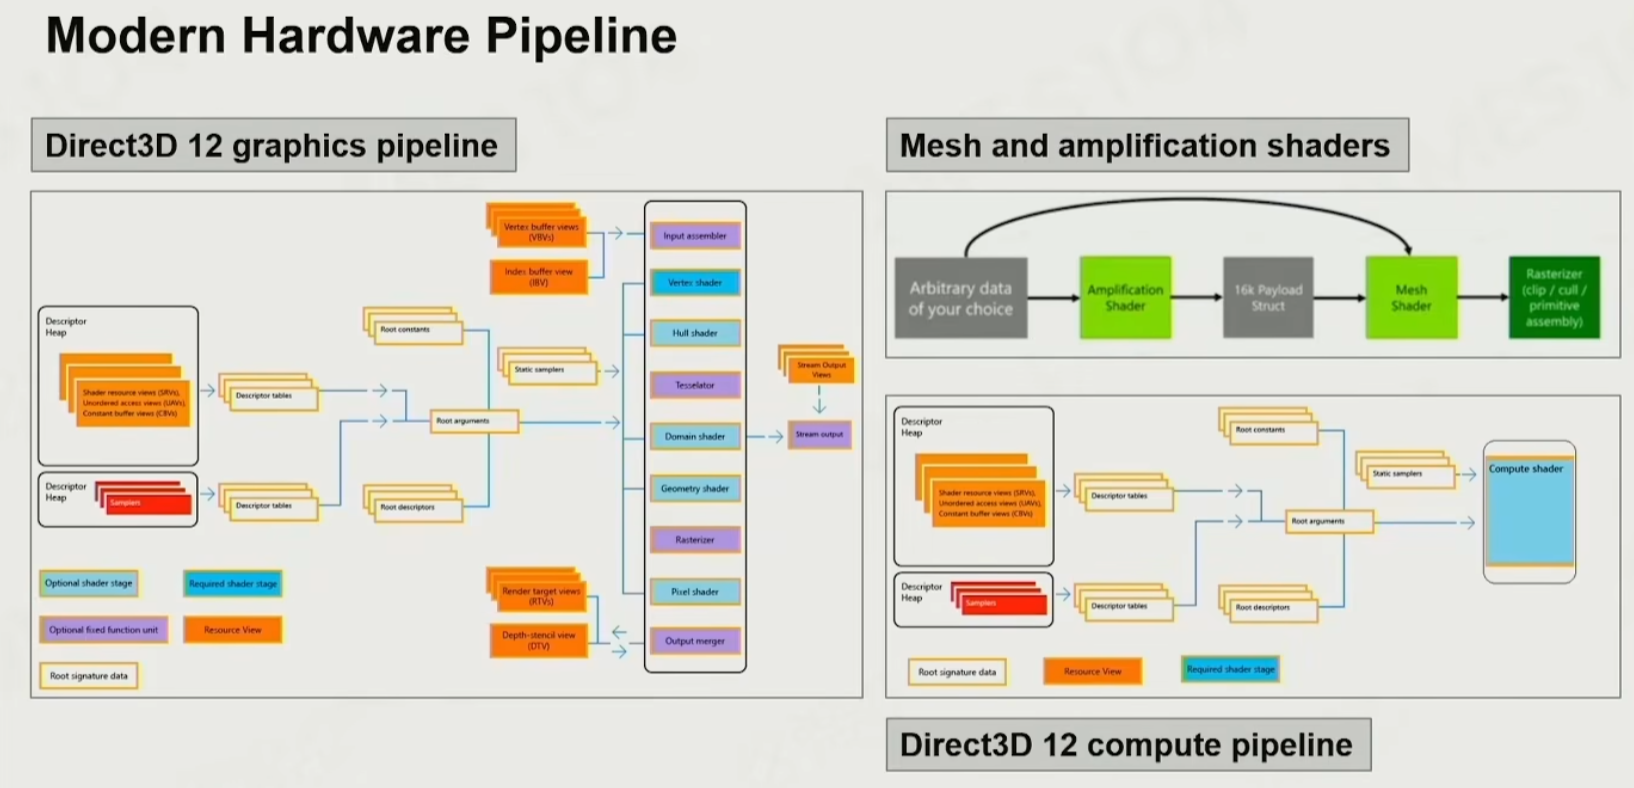 Modern Hardware Pipeline
Direct3D 12 graphics pipeline
Descriptor
Heap
Shader resource views (SRVs),
Unordered access views (UAVs),
Constant buffer views (CBVs)
Descriptor
Heap
Samplers
Descriptor tables
Descriptor tables
Root constants
Root arguments
Root descriptors
Vertex buffer views
(VBVs)
Index buffer view
(IBV)
Static samplers
Render target views
(RTVs)
Depth-stencil view
(DTV)
Input assembler
Vertex shader
Hull shader
Tesselator
Domain shader
Geometry shader
Rasterizer
Pixel shader
Output merger
Stream Output
Views
Stream output
Optional shader stage
Required shader stage
Optional fixed function unit
Resource View
Root signature data
Mesh and amplification shaders
Arbitrary data
of your choice
Amplification
Shader
16k Payload
Struct
Mesh
Shader
Rasterizer
(clip / cull /
primitive
assembly)
Descriptor
Heap
Shader resource views (SRVs),
Unordered access views (UAVs),
Constant buffer views (CBVs)
Descriptor
Heap
Samplers
Descriptor tables
Descriptor tables
Root constants
Root arguments
Root descriptors
Static samplers
Compute shader
Root signature data
Resource View
Required shader stage
Direct3D 12 compute pipeline